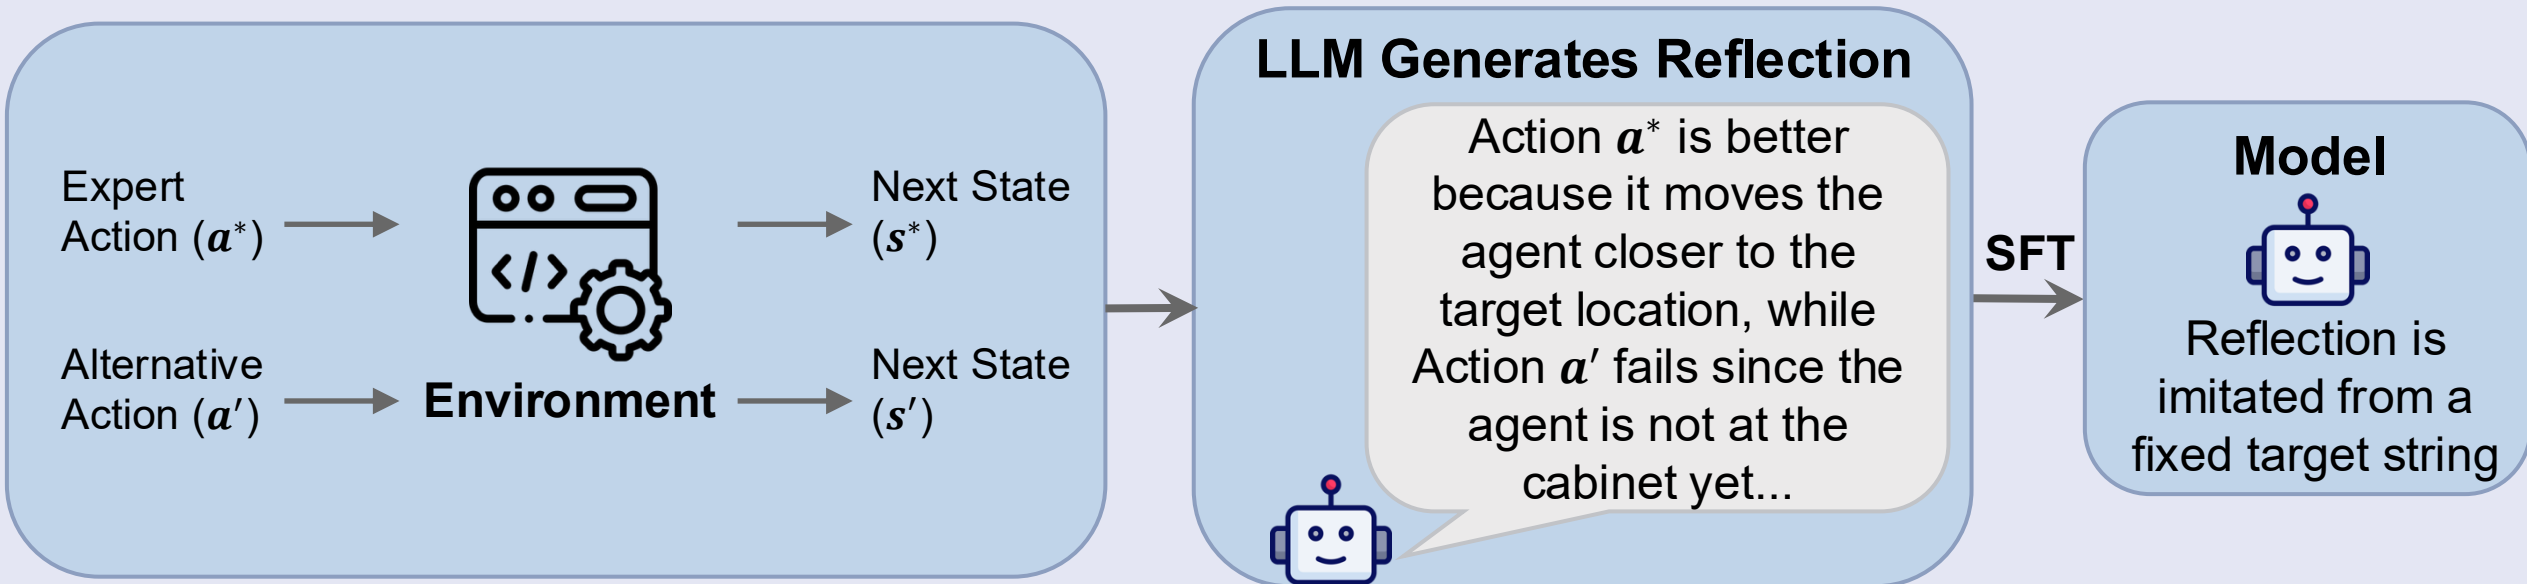 Expert
Action (a*)
Next State
(s*)
Alternative
Action (a′)
Environment
Next State
(s′)
LLM Generates Reflection
Action a* is better
because it moves the
agent closer to the
target location, while
Action a′ fails since the
agent is not at the
cabinet yet...
SFT
Model
Reflection is
imitated from a
fixed target string